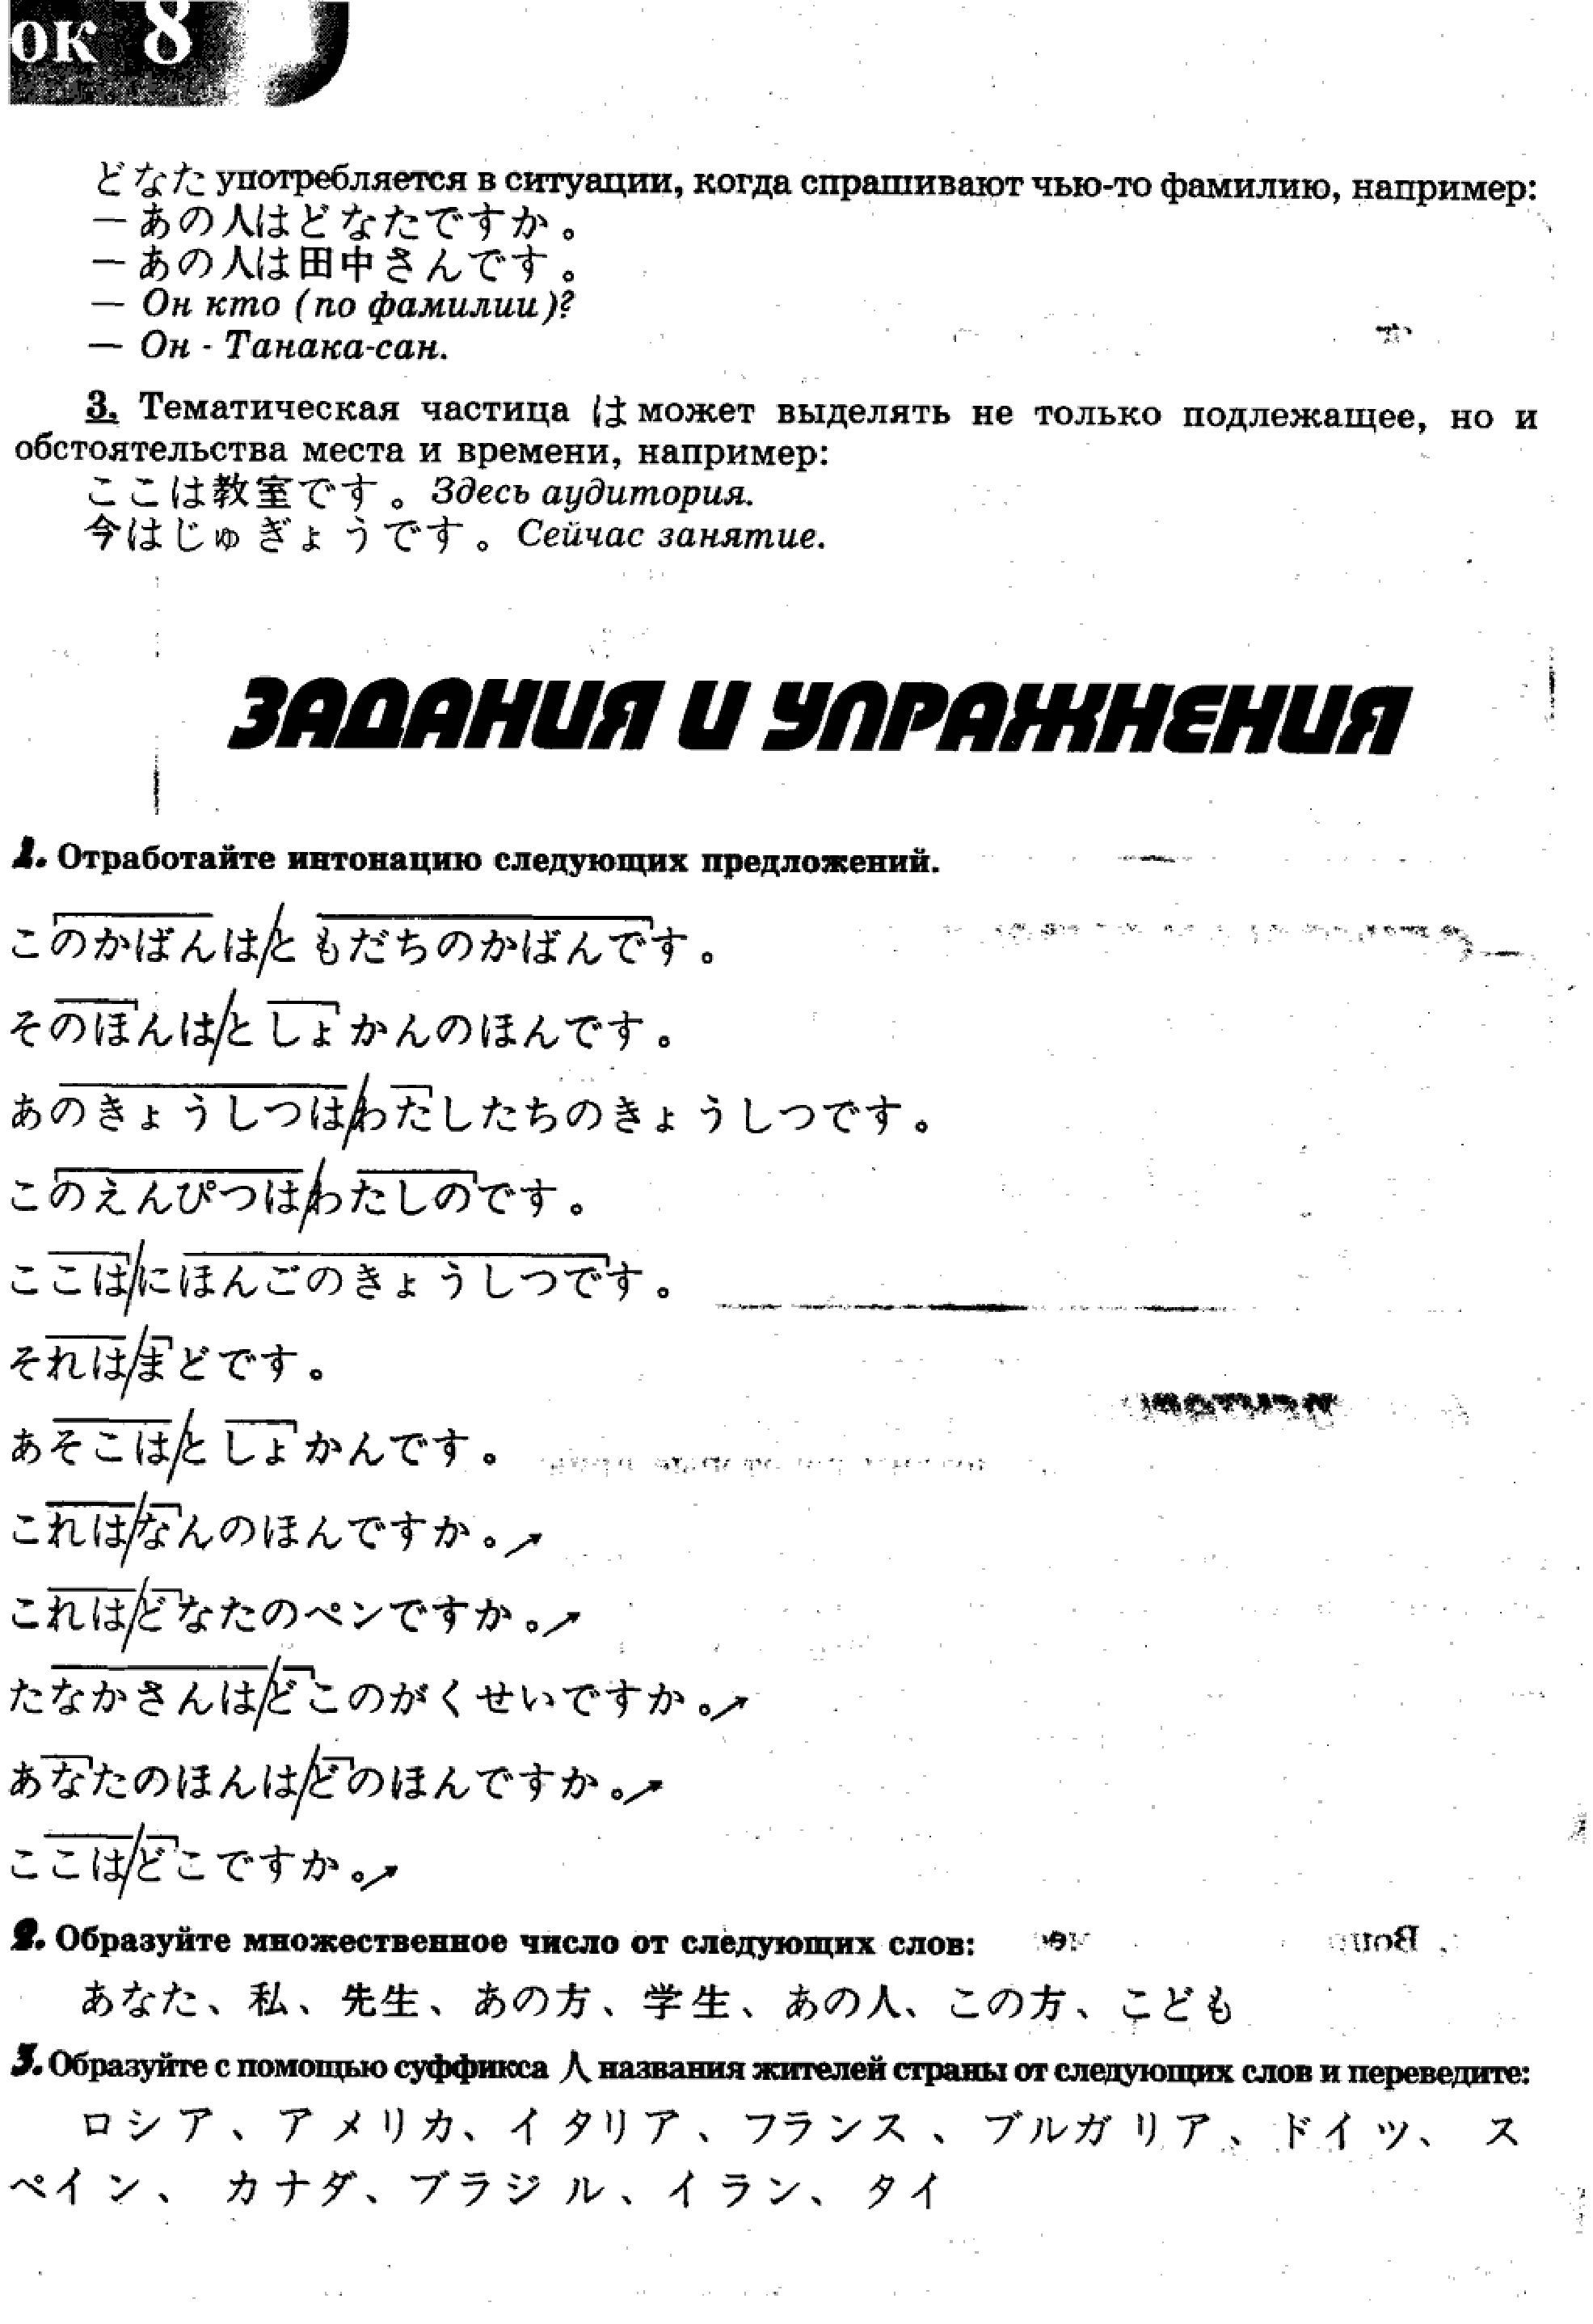 ок 8
どなた употребляется в ситуации, когда спрашивают чью-то фамилию, например:
— あの人はどなたですか。
— あの人は田中さんです。
— Он кто (по фамилии)?
— Он - Танака-сан.
3. Тематическая частица は может выделять не только подлежащее, но и
обстоятельства места и времени, например:
ここは教室です。Здесь аудитория.
今はじゅぎょうです。Сейчас занятие.
ЗАДАНИЯ И УПРАЖНЕНИЯ
1. Отработайте интонацию следующих предложений.
このかばんは/ともだちのかばんです。
そのほんは/としょかんのほんです。
あのきょうしつは/わたしたちのきょうしつです。
このえんぴつは/わたしのです。
ここは/にほんごのきょうしつです。
それは/まどです。
あそこは/としょかんです。
これは/なんのほんですか。↗
これは/どなたのペンですか。↗
たなかさんは/どこのがくせいですか。↗
あなたのほんは/どのほんですか。↗
ここは/どこですか。↗
2. Образуйте множественное число от следующих слов:
あなた、私、先生、あの方、学生、あの人、この方、こども
3. Образуйте с помощью суффикса 人 названия жителей страны от следующих слов и переведите:
ロシア、アメリカ、イタリア、フランス、ブルガリア、ドイツ、ス
ペイン、カナダ、ブラジル、イラン、タイ